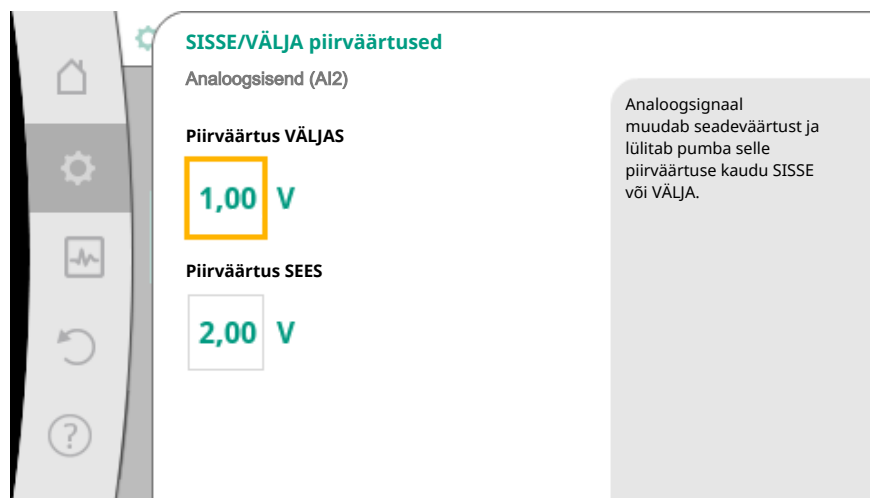 SISSE/VÄLJA piirväärtused
Analoogsisend (AI2)
Piirväärtus VÄLJAS
1,00 V
Piirväärtus SEES
2,00 V
Analoogsignaal
muudab seadeväärtust ja
lülitab pumba selle
piirväärtuse kaudu SISSE
või VÄLJA.
?